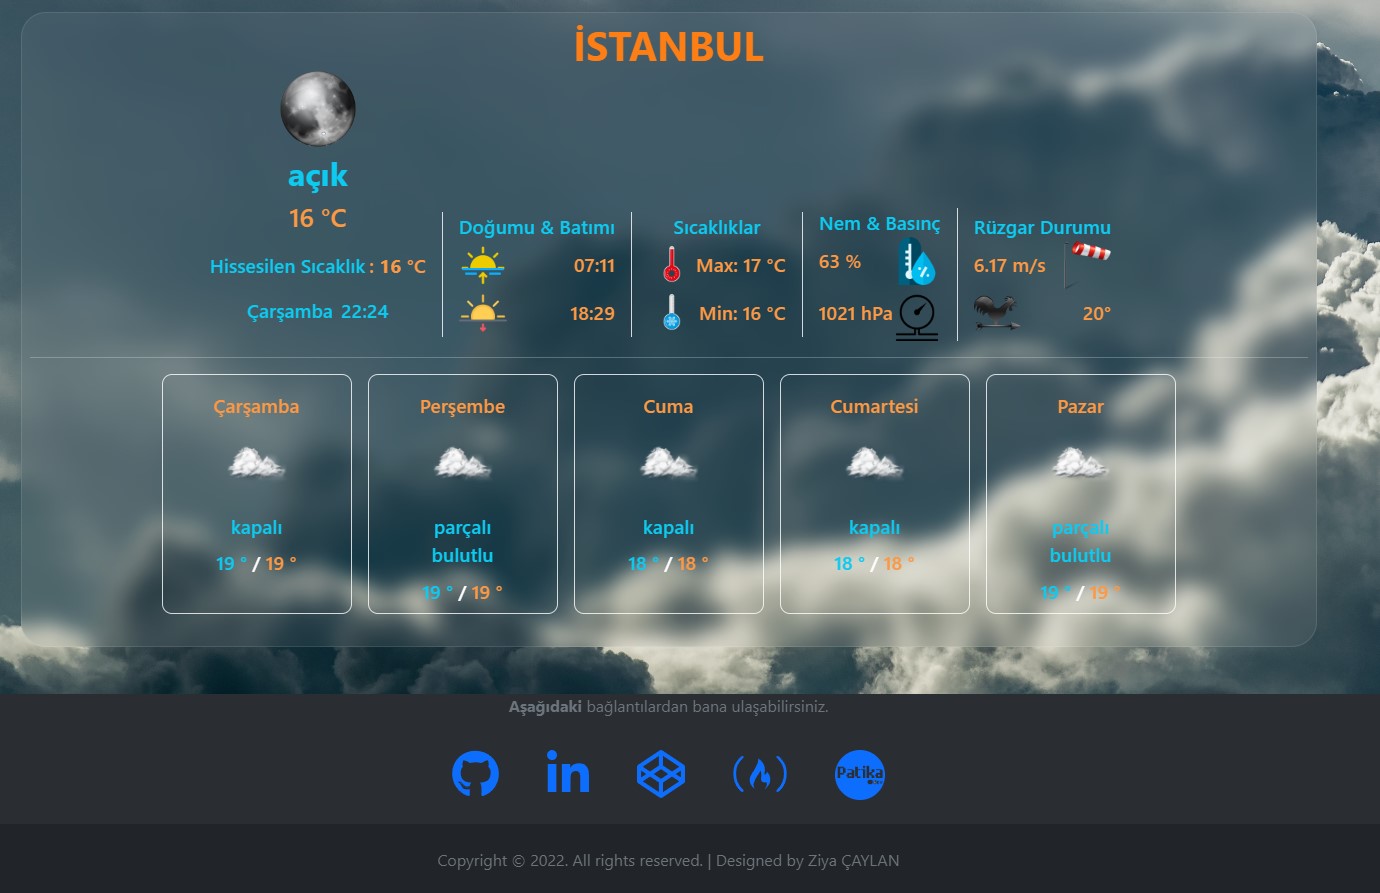 İSTANBUL
açık
16 °C
Hissesilen Sıcaklık : 16 °C
Çarşamba 22:24
Doğumu & Batımı
07:11
18:29
Sıcaklıklar
Max: 17 °C
Min: 16 °C
Nem & Basınç
63 %
1021 hPa
Rüzgar Durumu
6.17 m/s
20°
Çarşamba
kapalı
19 ° / 19 °
Perşembe
parçalı
bulutlu
19 ° / 19 °
Cuma
kapalı
18 ° / 18 °
Cumartesi
kapalı
18 ° / 18 °
Pazar
parçalı
bulutlu
19 ° / 19 °
Aşağıdaki bağlantılardan bana ulaşabilirsiniz.
in
Patika
Copyright © 2022. All rights reserved. | Designed by Ziya ÇAYLAN